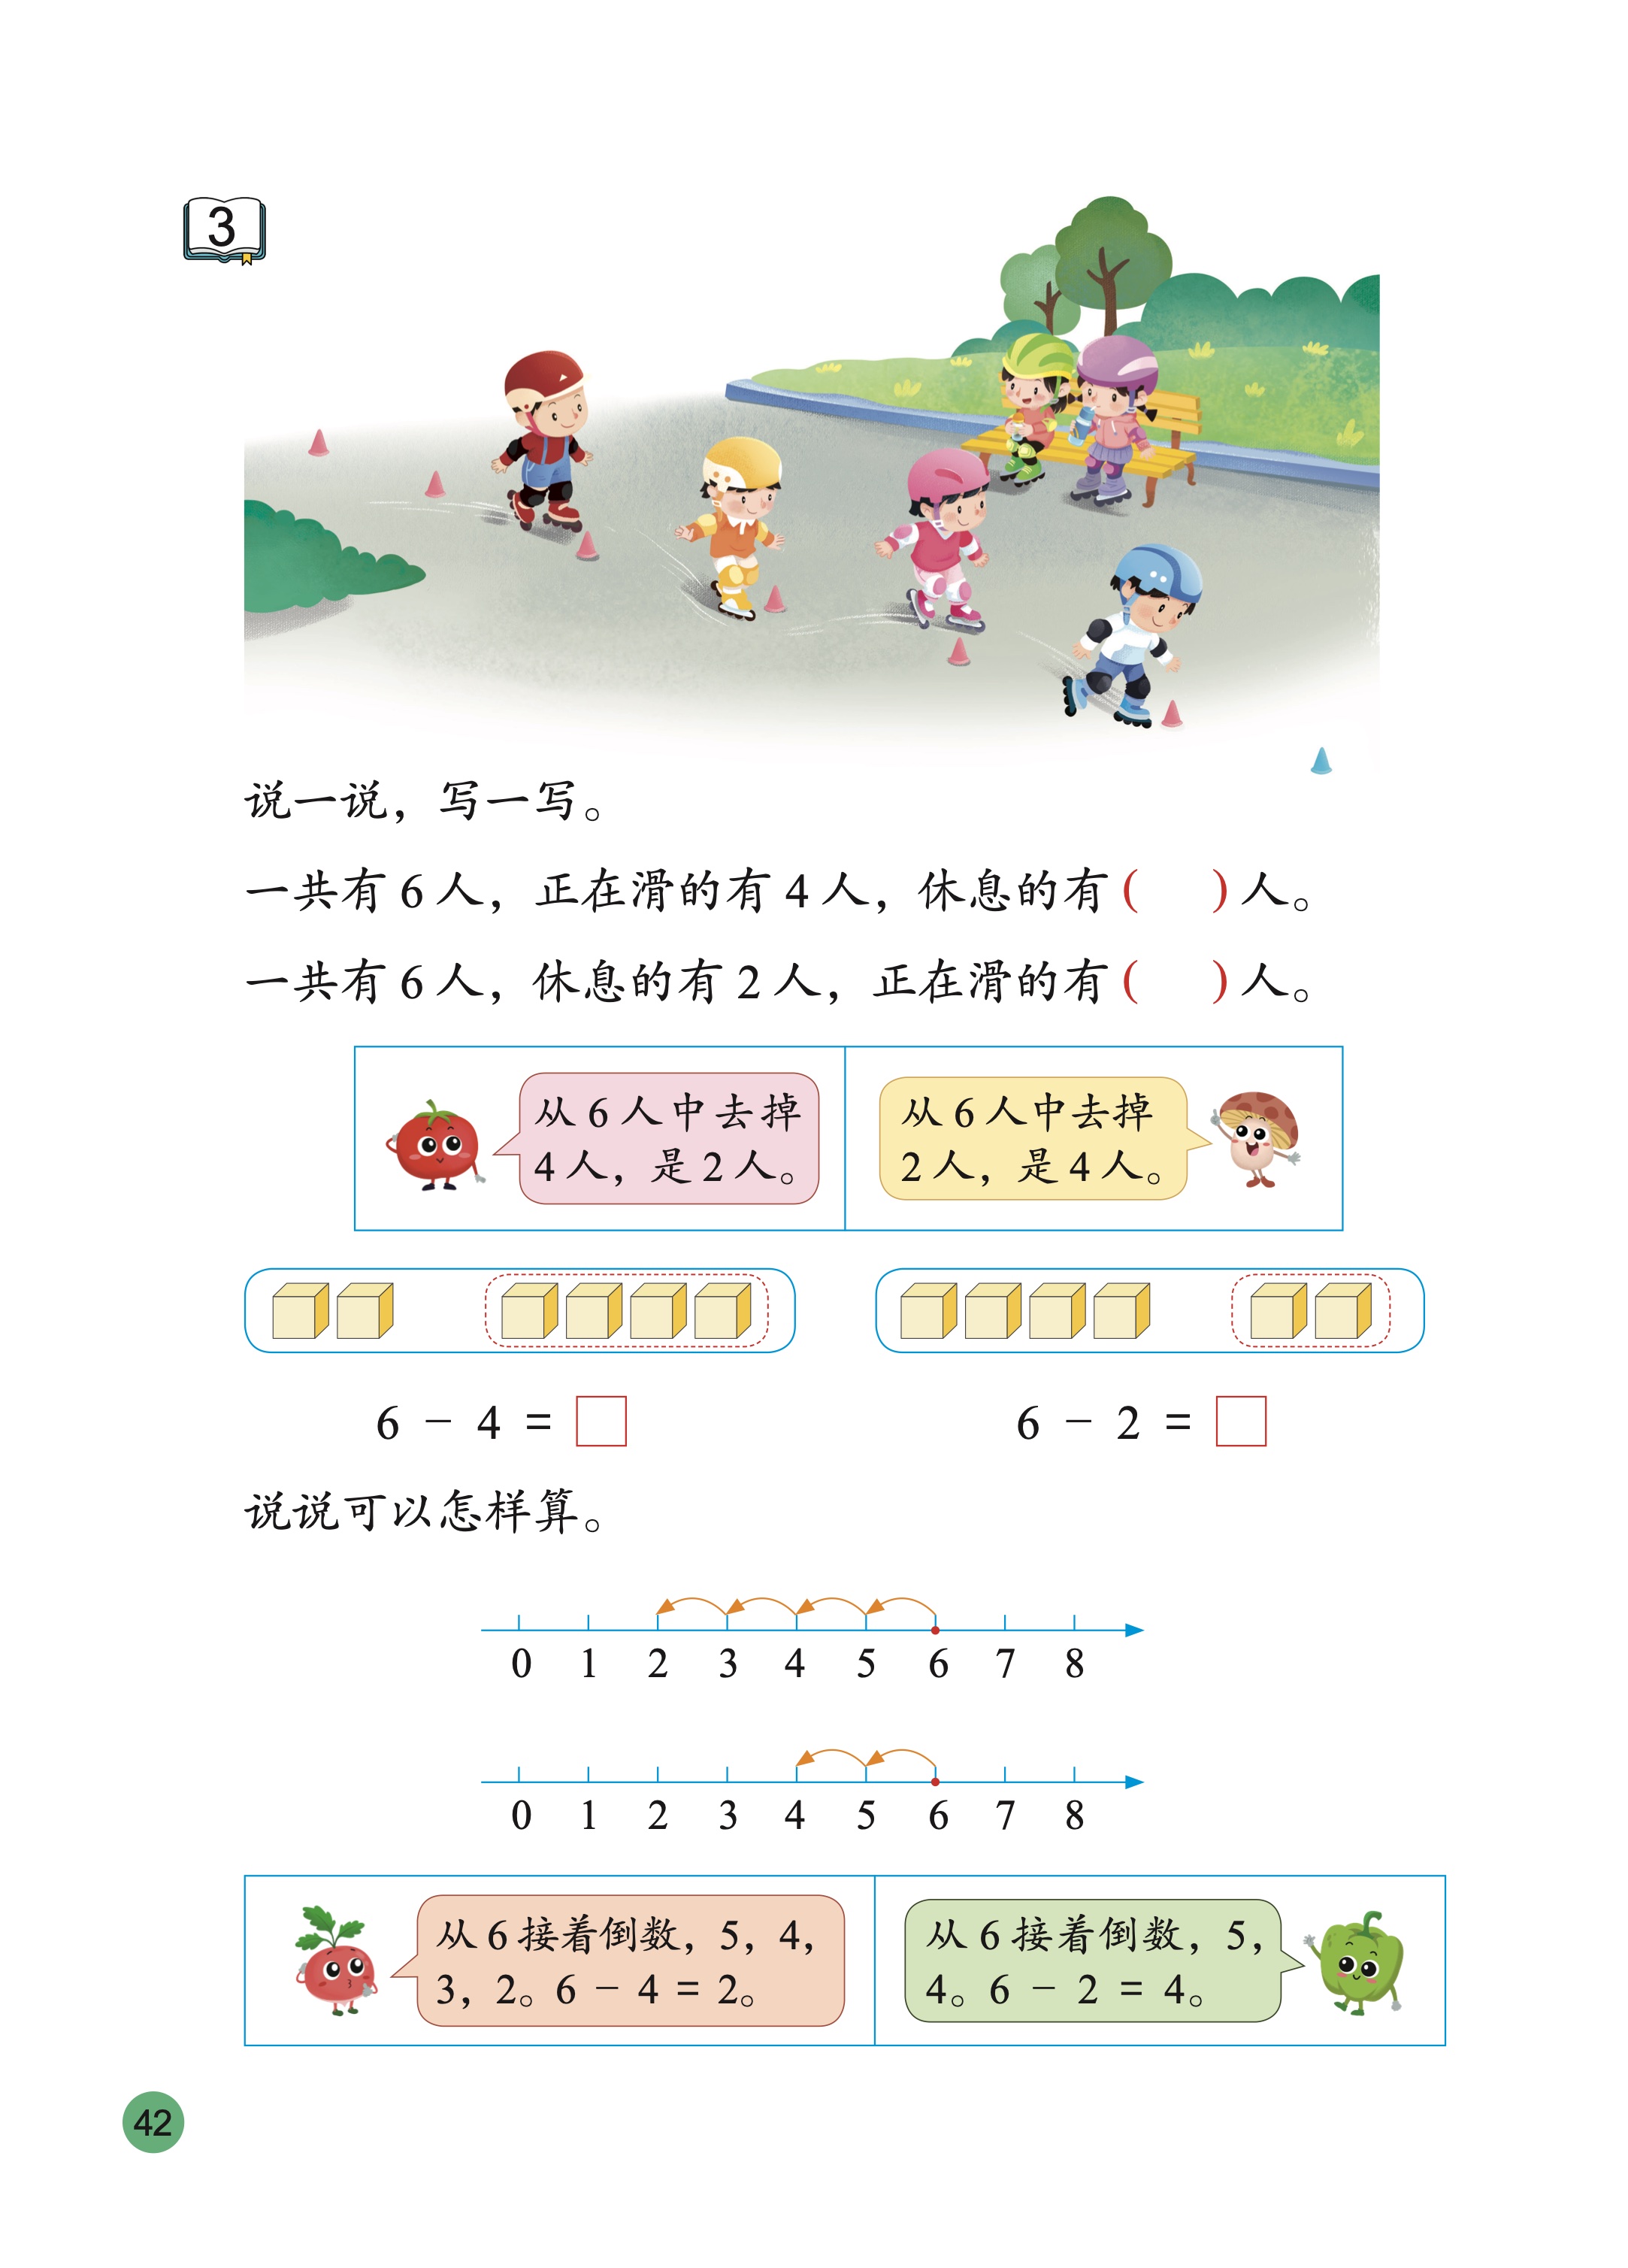 3
说一说，写一写。
一共有 6 人，正在滑的有 4 人，休息的有（　）人。
一共有 6 人，休息的有 2 人，正在滑的有（　）人。
从 6 人中去掉
4 人，是 2 人。
从 6 人中去掉
2 人，是 4 人。
6 － 4 ＝ □
6 － 2 ＝ □
说说可以怎样算。
0 1 2 3 4 5 6 7 8
0 1 2 3 4 5 6 7 8
从 6 接着倒数，5，4，
3，2。6 － 4 ＝ 2。
从 6 接着倒数，5，
4。6 － 2 ＝ 4。
42